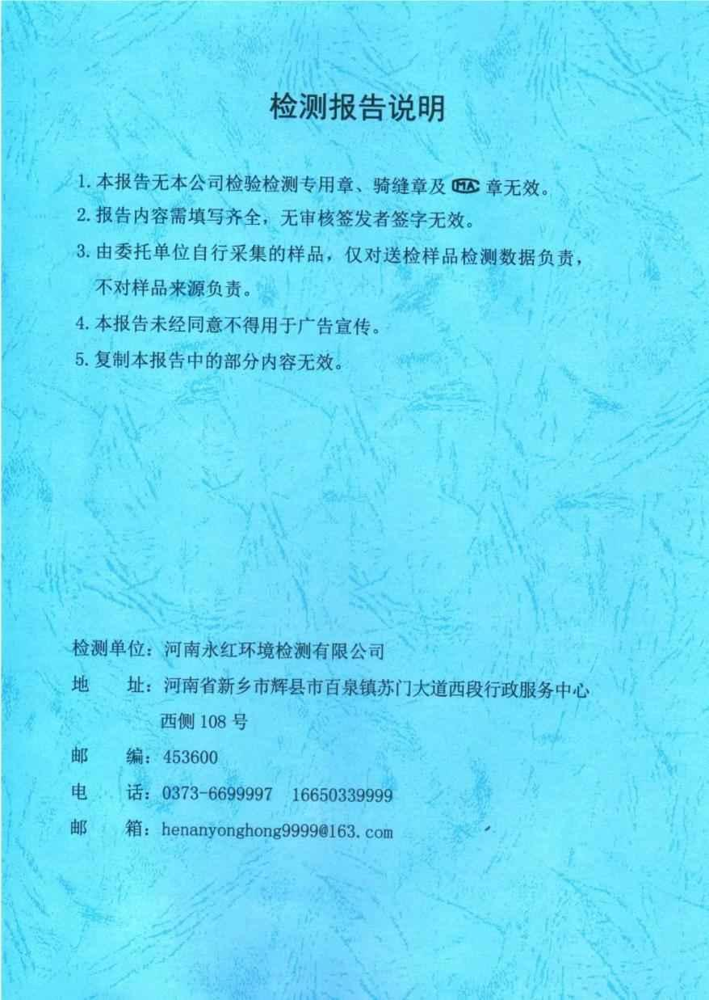 检测报告说明
1. 本报告无本公司检验检测专用章、骑缝章及 MA 章无效。
2. 报告内容需填写齐全，无审核签发者签字无效。
3. 由委托单位自行采集的样品，仅对送检样品检测数据负责，
不对样品来源负责。
4. 本报告未经同意不得用于广告宣传。
5. 复制本报告中的部分内容无效。
检测单位：河南永红环境检测有限公司
地 址：河南省新乡市辉县市百泉镇苏门大道西段行政服务中心
西侧 108 号
邮 编：453600
电 话：0373-6699997 16650339999
邮 箱：henanyonghong9999@163.com